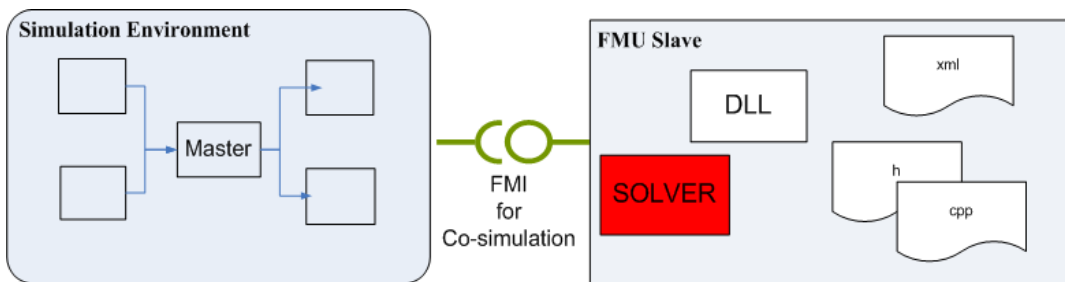 Simulation Environment
Master
FMI
for
Co-simulation
FMU Slave
DLL
xml
SOLVER
h
cpp